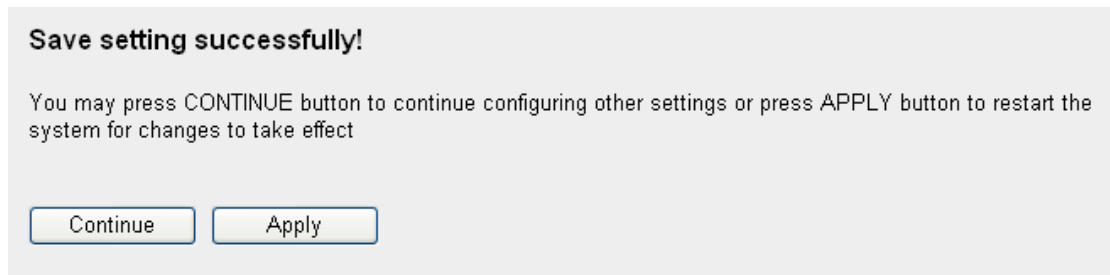 Save setting successfully!
You may press CONTINUE button to continue configuring other settings or press APPLY button to restart the
system for changes to take effect
Continue
Apply